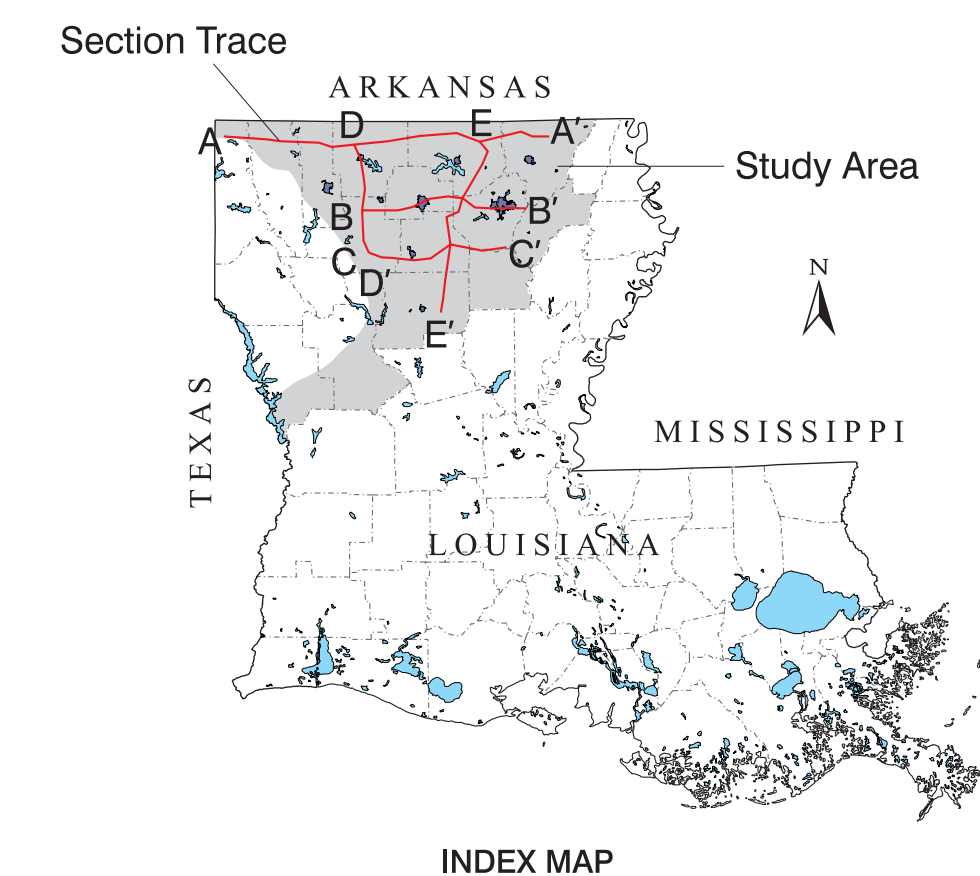 Section Trace
ARKANSAS
D
E
A
A′
Study Area
B
B′
C
C′
D′
N
E′
TEXAS
MISSISSIPPI
LOUISIANA
INDEX MAP